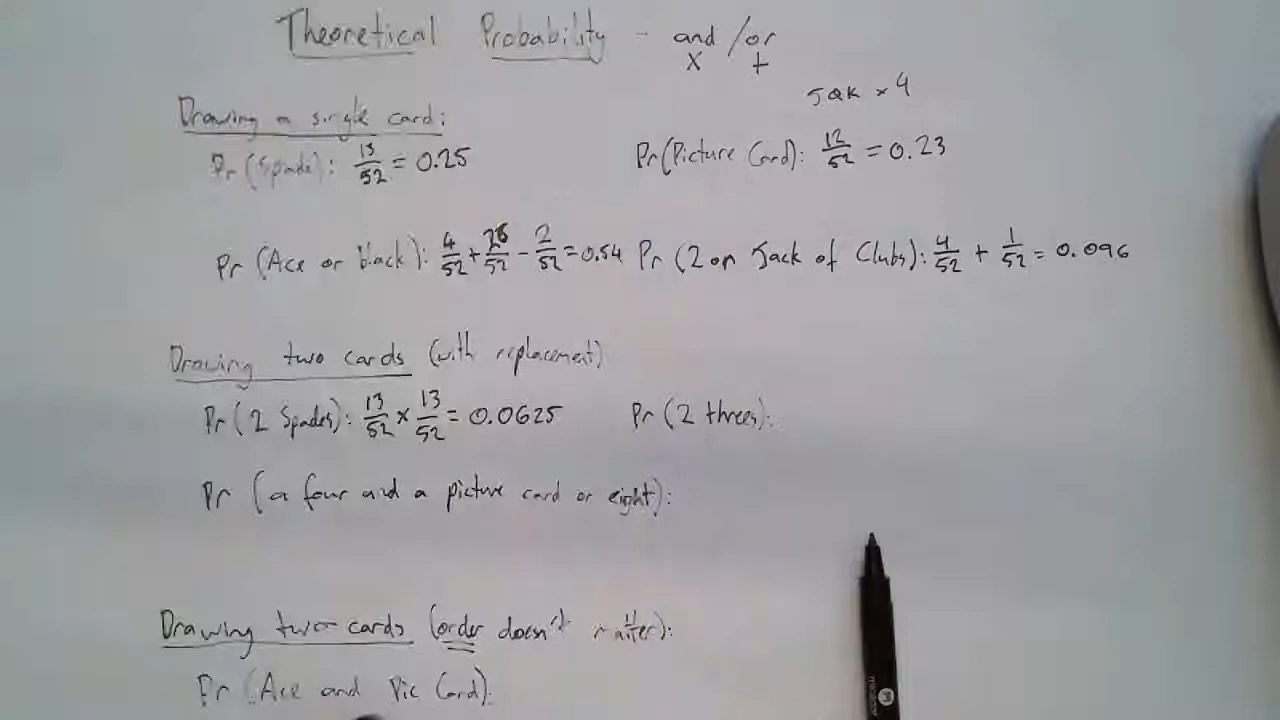 Theoretical Probability - and / or
x +
JQK x 4
Drawing a single card:
Pr (Spade): 13/52 = 0.25 Pr (Picture Card): 12/52 = 0.23
Pr (Ace or black): 4/52 + 26/52 - 2/52 = 0.54 Pr (2 or Jack of Clubs): 4/52 + 1/52 = 0.096
Drawing two cards (with replacement)
Pr (2 Spades): 13/52 x 13/52 = 0.0625 Pr (2 threes):
Pr (a four and a picture card or eight):
Drawing two cards (order doesn't matter):
Pr (Ace and Pic Card):